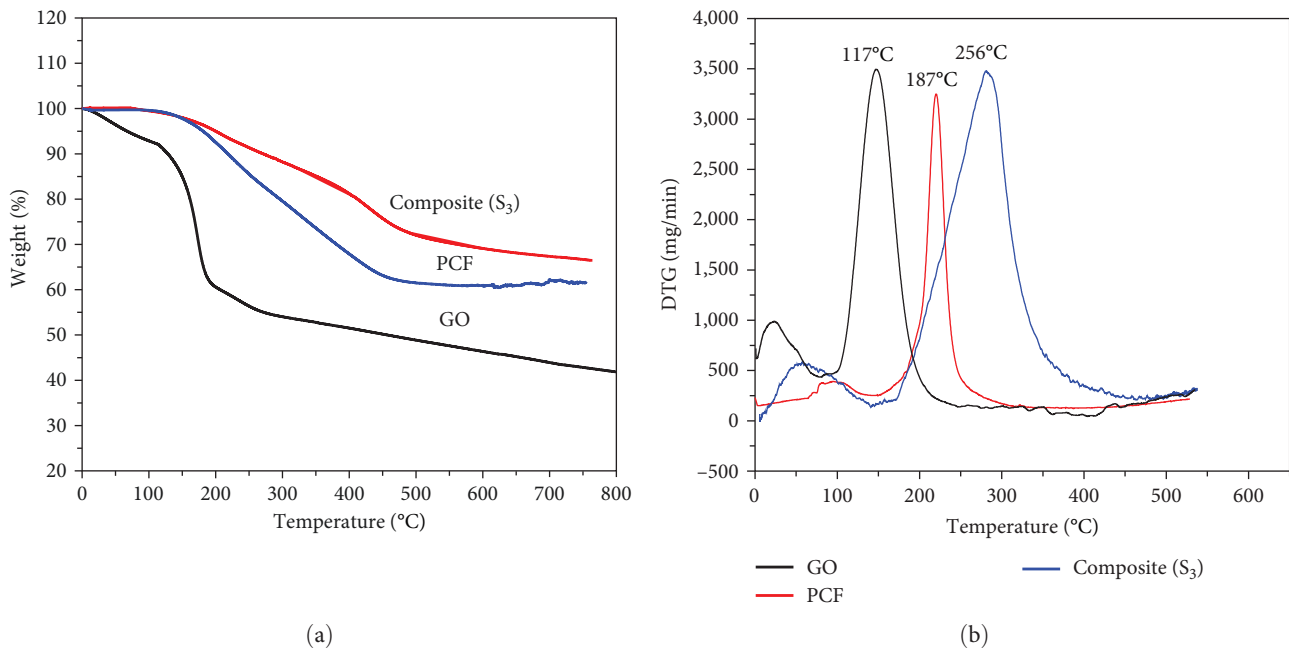 120
110
100
90
80
70
60
50
40
30
20
Weight (%)
Composite (S₃)
PCF
GO
0 100 200 300 400 500 600 700 800
Temperature (°C)
(a)
4,000
3,500
3,000
2,500
2,000
1,500
1,000
500
0
–500
DTG (mg/min)
117°C
187°C
256°C
0 100 200 300 400 500 600
Temperature (°C)
GO
PCF
Composite (S₃)
(b)